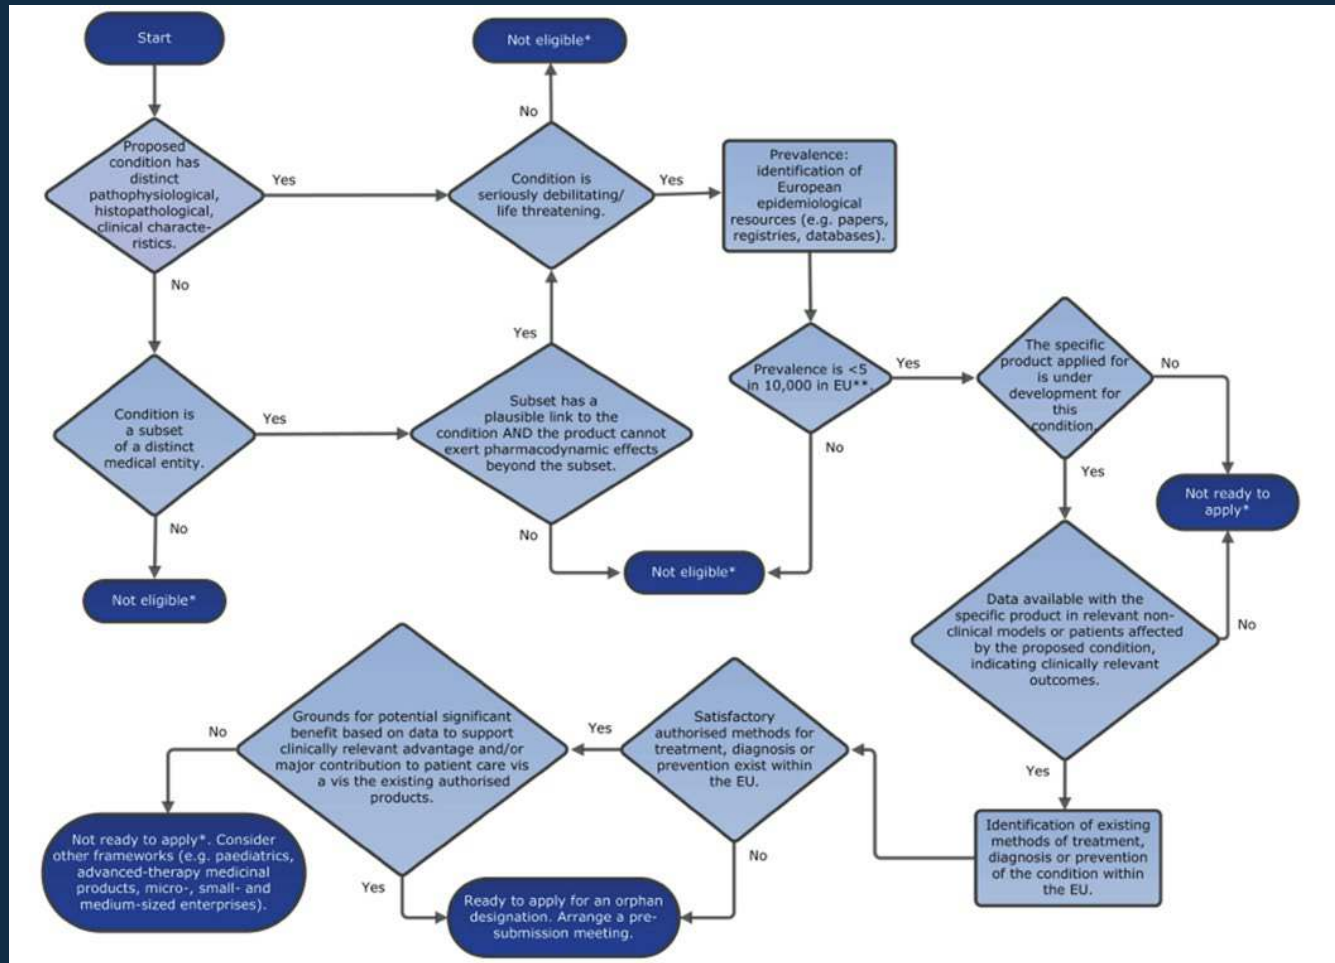 Start
Not eligible*
No
Proposed
condition has
distinct
pathophysiological,
histopathological,
clinical characte-
ristics.
Yes
Condition is
seriously debilitating/
life threatening.
Yes
Prevalence:
identification of
European
epidemiological
resources (e.g. papers,
registries, databases).
No
Yes
Condition is
a subset
of a distinct
medical entity.
Yes
Subset has a
plausible link to the
condition AND the product cannot
exert pharmacodynamic effects
beyond the subset.
Prevalence is <5
in 10,000 in EU**.
Yes
The specific
product applied for
is under
development for
this
condition.
No
No
No
No
Yes
Not eligible*
Not eligible*
Not ready to
apply*
Data available with the
specific product in relevant non-
clinical models or patients affected
by the proposed condition,
indicating clinically relevant
outcomes.
No
Yes
Identification of existing
methods of treatment,
diagnosis or prevention
of the condition within
the EU.
Satisfactory
authorised methods for
treatment, diagnosis or
prevention exist within
the EU.
Yes
No
Grounds for potential significant
benefit based on data to support
clinically relevant advantage and/or
major contribution to patient care vis
a vis the existing authorised
products.
No
Yes
Not ready to apply*. Consider
other frameworks (e.g. paediatrics,
advanced-therapy medicinal
products, micro-, small- and
medium-sized enterprises).
Ready to apply for an orphan
designation. Arrange a pre-
submission meeting.